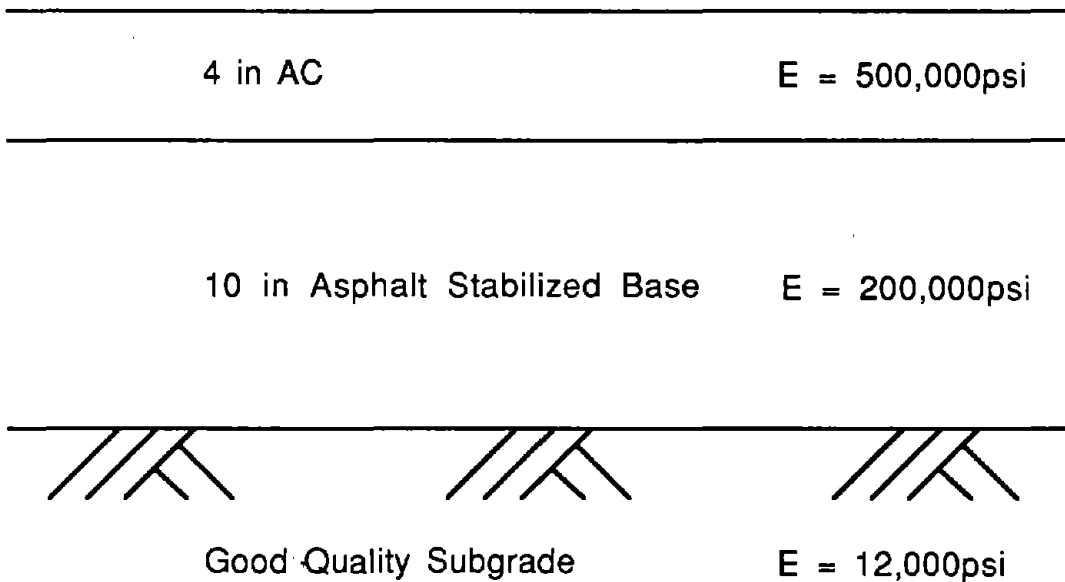 4 in AC E = 500,000psi
10 in Asphalt Stabilized Base E = 200,000psi
Good Quality Subgrade E = 12,000psi